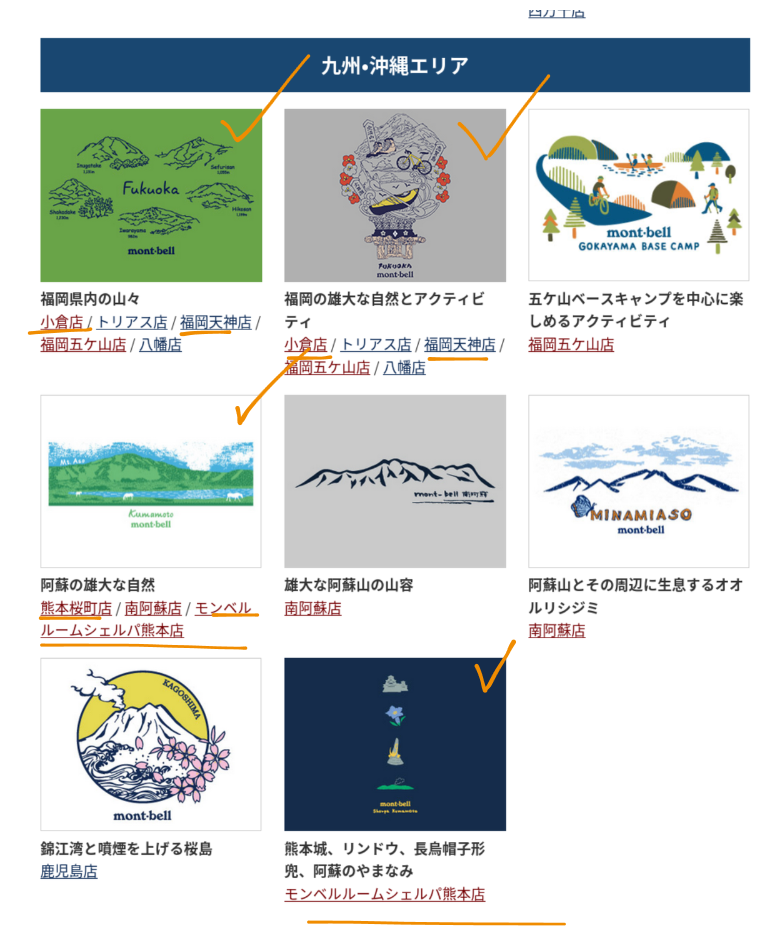 四万十店
九州・沖縄エリア
Fukuoka
mont-bell
FUKUOKA
mont-bell
mont-bell
GOKAYAMA BASE CAMP
福岡県内の山々
小倉店 / トリアス店 / 福岡天神店 /
福岡五ケ山店 / 八幡店
福岡の雄大な自然とアクティビ
ティ
小倉店 / トリアス店 / 福岡天神店 /
福岡五ケ山店 / 八幡店
五ケ山ベースキャンプを中心に楽
しめるアクティビティ
福岡五ケ山店
Mt. Aso
Kumamoto
mont-bell
mont-bell 南阿蘇
MINAMIASO
mont-bell
阿蘇の雄大な自然
熊本桜町店 / 南阿蘇店 / モンベル
ルームシェルパ熊本店
雄大な阿蘇山の山容
南阿蘇店
阿蘇山とその周辺に生息するオオ
ルリシジミ
南阿蘇店
KAGOSHIMA
mont-bell
mont-bell
Sherpa Kumamoto
錦江湾と噴煙を上げる桜島
鹿児島店
熊本城、リンドウ、長烏帽子形
兜、阿蘇のやまなみ
モンベルルームシェルパ熊本店